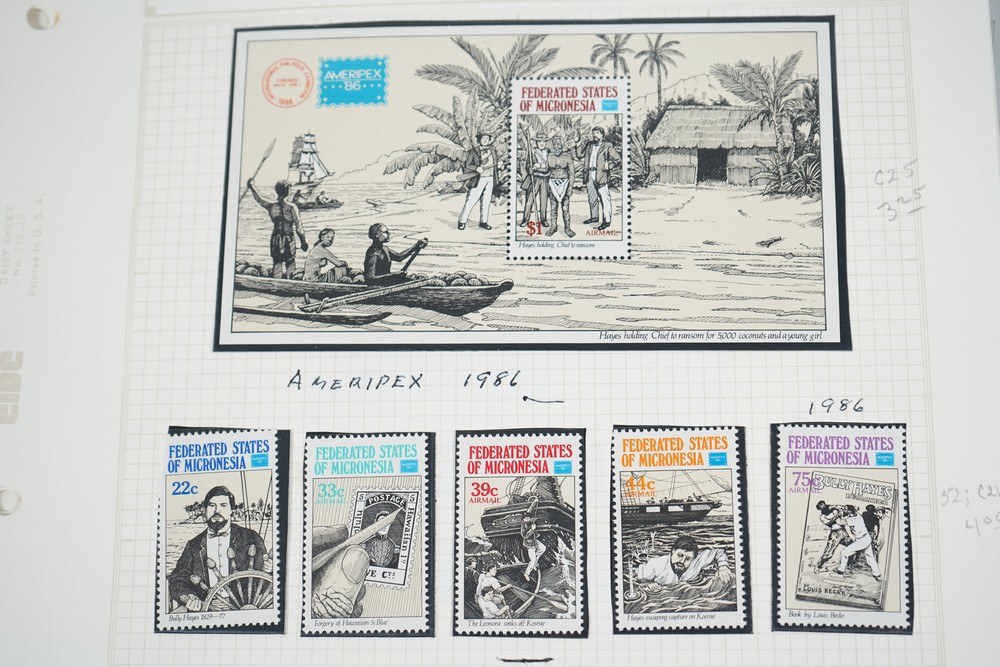 AMERIPEX
'86
1986
FEDERATED STATES
OF MICRONESIA
$1
AIRMAIL
Hayes holding Chief to ransom
Hayes holding Chief to ransom for 5,000 coconuts and a young girl
C25
325
DAISY SHEET
Printed in U.S.A.
AMERIPEX 1986
1986
FEDERATED STATES
OF MICRONESIA
22c
Bully Hayes 1829-77
FEDERATED STATES
OF MICRONESIA
33c
AIRMAIL
POSTAGE
Hawaiian
Forgery of Hawaiian 5c Blue
FEDERATED STATES
OF MICRONESIA
39c
AIRMAIL
The Leonora sinks off Kosrae
FEDERATED STATES
OF MICRONESIA
44c
AIRMAIL
Hayes escaping capture on Kosrae
FEDERATED STATES
OF MICRONESIA
75c
AIRMAIL
BULLY HAYES
LOUIS BECKE
Book by Louis Becke